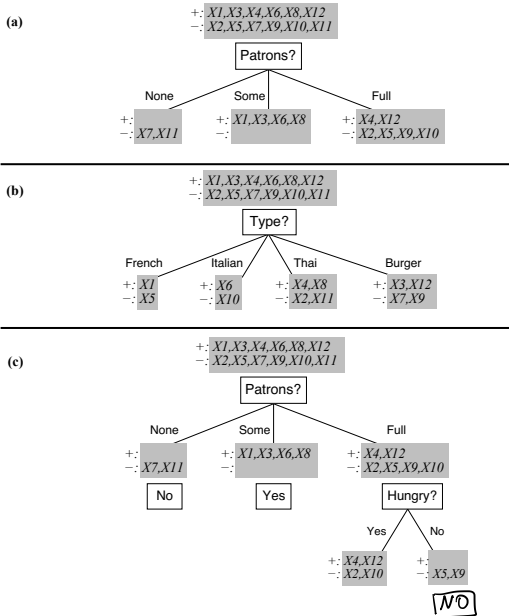 (a)
+: X1,X3,X4,X6,X8,X12
−: X2,X5,X7,X9,X10,X11
Patrons?
None Some Full
+: +: X1,X3,X6,X8 +: X4,X12
−: X7,X11 −: −: X2,X5,X9,X10
(b)
+: X1,X3,X4,X6,X8,X12
−: X2,X5,X7,X9,X10,X11
Type?
French Italian Thai Burger
+: X1 +: X6 +: X4,X8 +: X3,X12
−: X5 −: X10 −: X2,X11 −: X7,X9
(c)
+: X1,X3,X4,X6,X8,X12
−: X2,X5,X7,X9,X10,X11
Patrons?
None Some Full
+: +: X1,X3,X6,X8 +: X4,X12
−: X7,X11 −: −: X2,X5,X9,X10
No Yes Hungry?
Yes No
+: X4,X12 +:
−: X2,X10 −: X5,X9
NO